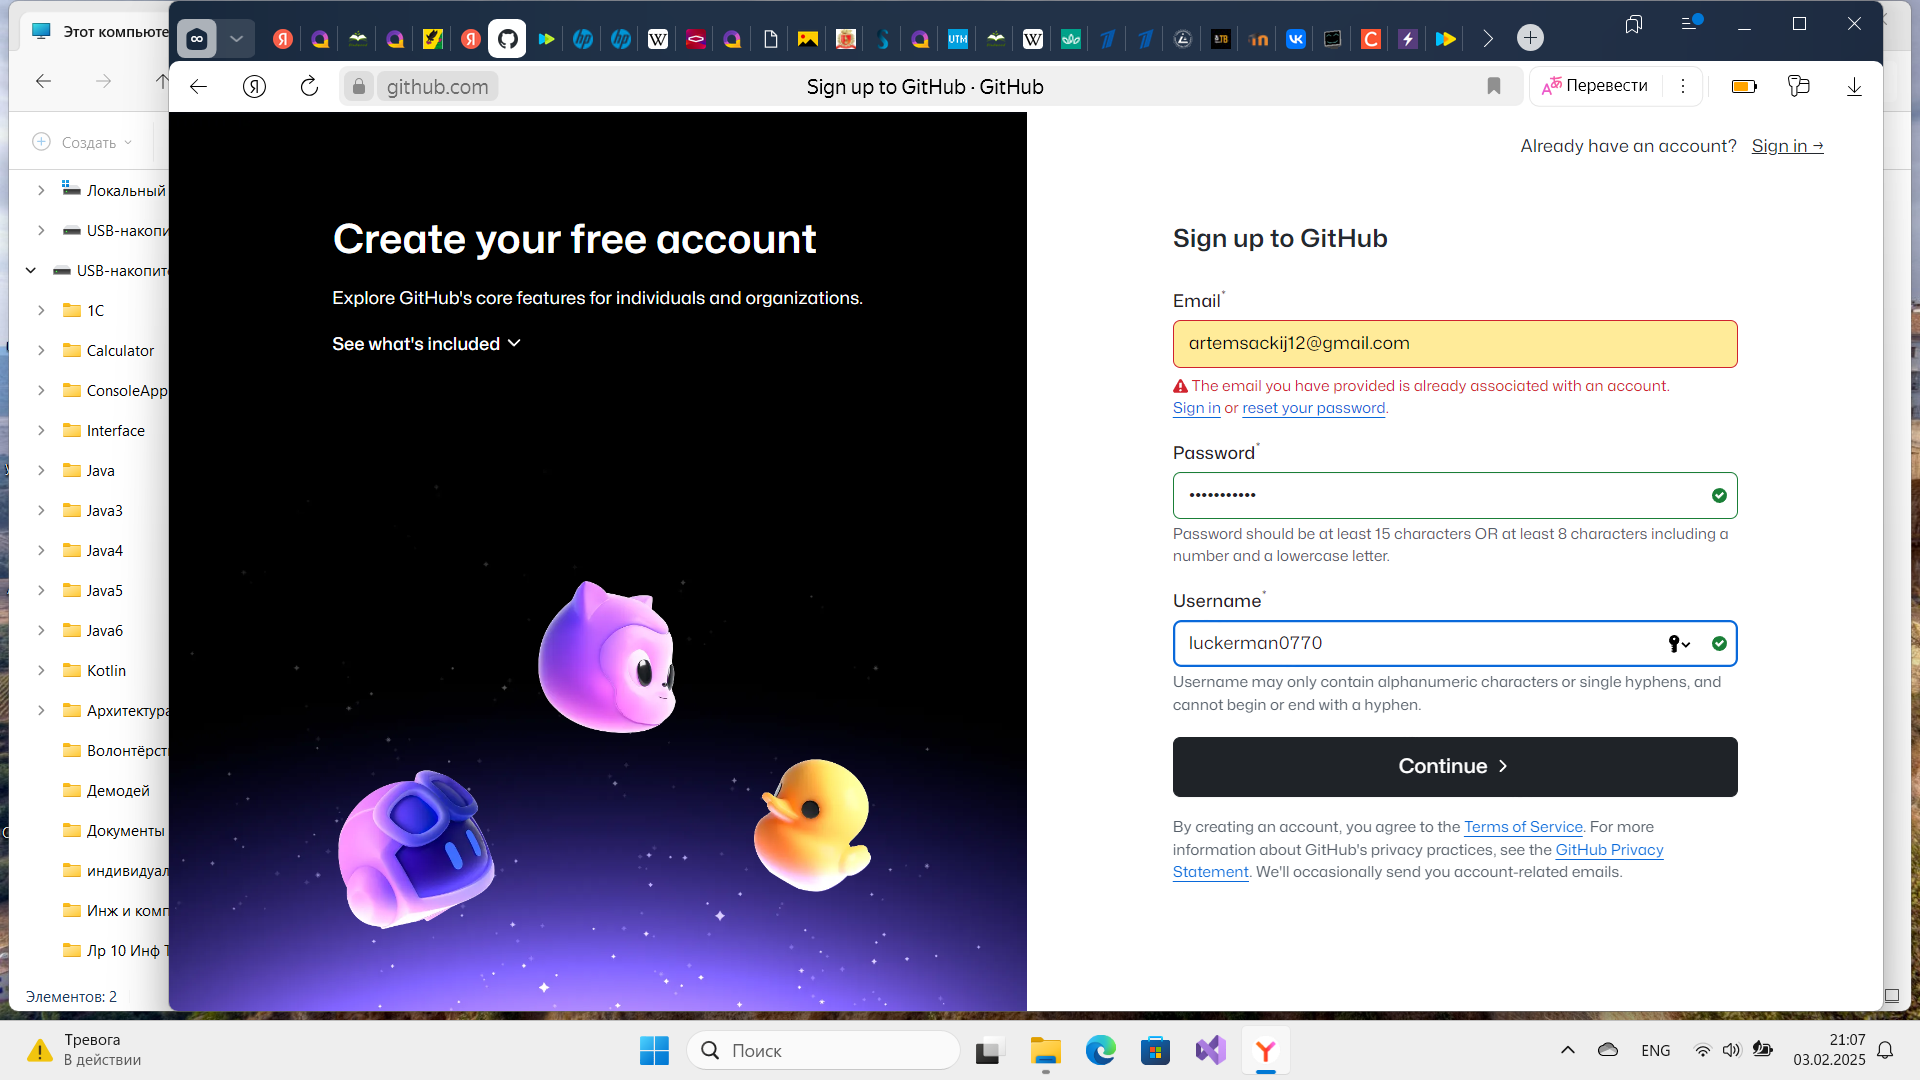 Этот компьюте
Создать
Локальный
USB-накопи
USB-накопит
1С
Calculator
ConsoleApp
Interface
Java
Java3
Java4
Java5
Java6
Kotlin
Архитектура
Волонтёрст
Демодей
Документы
индивидуал
Инж и комп
Лр 10 Инф Т
Элементов: 2
UTM
github.com
Sign up to GitHub · GitHub
Перевести
Create your free account
Explore GitHub's core features for individuals and organizations.
See what's included
Already have an account? Sign in →
Sign up to GitHub
Email*
artemsackij12@gmail.com
The email you have provided is already associated with an account.
Sign in or reset your password.
Password*
•••••••••••
Password should be at least 15 characters OR at least 8 characters including a
number and a lowercase letter.
Username*
luckerman0770
Username may only contain alphanumeric characters or single hyphens, and
cannot begin or end with a hyphen.
Continue
By creating an account, you agree to the Terms of Service. For more
information about GitHub's privacy practices, see the GitHub Privacy
Statement. We'll occasionally send you account-related emails.
Тревога
В действии
Поиск
ENG
21:07
03.02.2025